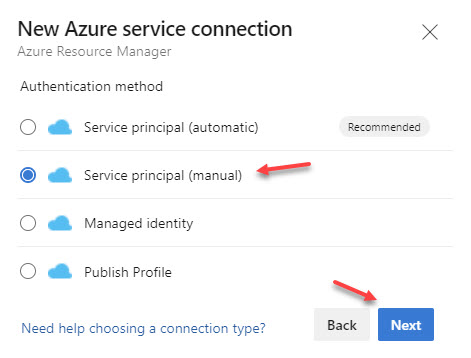 New Azure service connection
Azure Resource Manager
Authentication method
Service principal (automatic)
Recommended
Service principal (manual)
Managed identity
Publish Profile
Need help choosing a connection type?
Back
Next